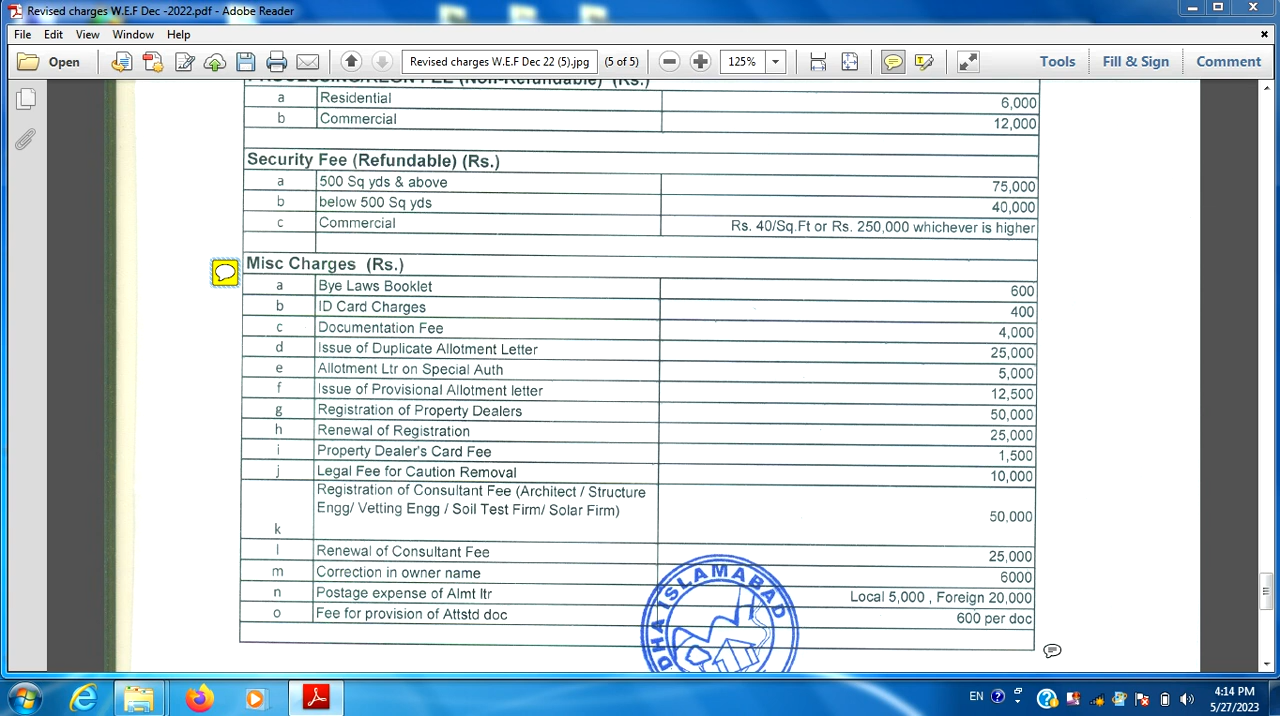 Revised charges W.E.F Dec -2022.pdf - Adobe Reader
File Edit View Window Help
Open Revised charges W.E.F Dec 22 (5).jpg (5 of 5) 125% Tools Fill & Sign Comment
(Non-Refundable) (Rs.)
a Residential 6,000
b Commercial 12,000
Security Fee (Refundable) (Rs.)
a 500 Sq yds & above 75,000
b below 500 Sq yds 40,000
c Commercial Rs. 40/Sq.Ft or Rs. 250,000 whichever is higher
Misc Charges (Rs.)
a Bye Laws Booklet 600
b ID Card Charges 400
c Documentation Fee 4,000
d Issue of Duplicate Allotment Letter 25,000
e Allotment Ltr on Special Auth 5,000
f Issue of Provisional Allotment letter 12,500
g Registration of Property Dealers 50,000
h Renewal of Registration 25,000
i Property Dealer's Card Fee 1,500
j Legal Fee for Caution Removal 10,000
Registration of Consultant Fee (Architect / Structure
Engg/ Vetting Engg / Soil Test Firm/ Solar Firm) 50,000
k
l Renewal of Consultant Fee 25,000
m Correction in owner name 6000
n Postage expense of Almt ltr Local 5,000 , Foreign 20,000
o Fee for provision of Attstd doc 600 per doc
DHA ISLAMABAD
EN 4:14 PM
5/27/2023